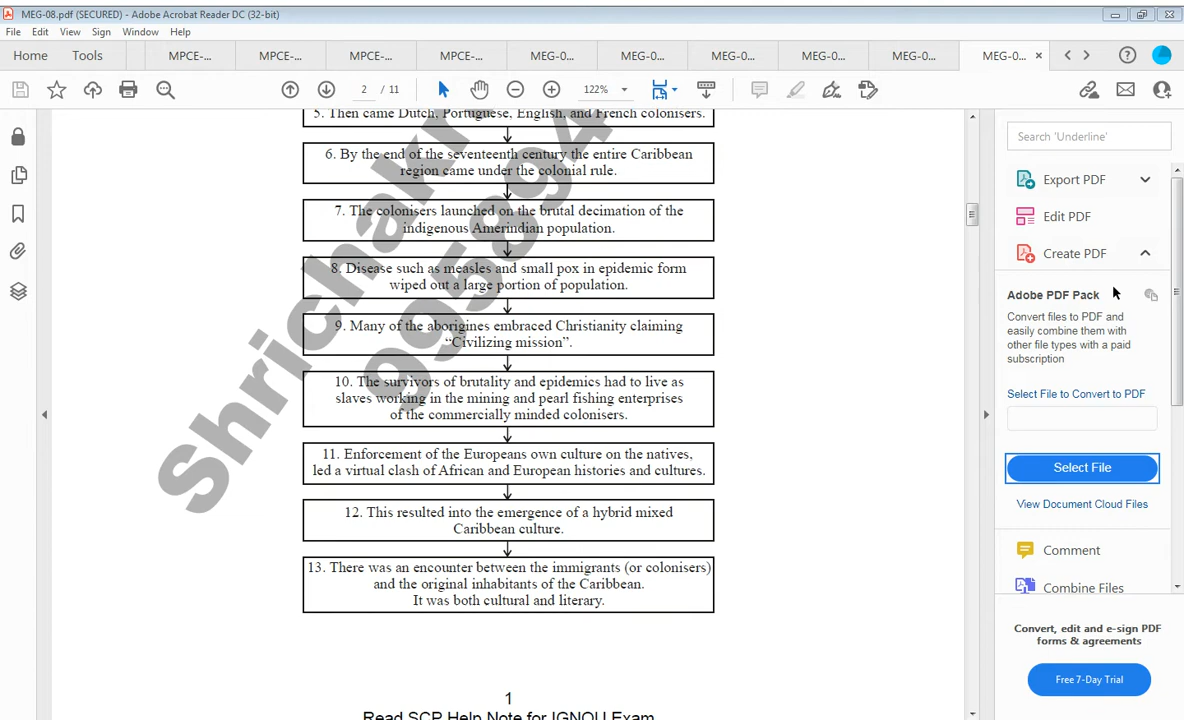 MEG-08.pdf (SECURED) - Adobe Acrobat Reader DC (32-bit)
File Edit View Sign Window Help
Home Tools MPCE-... MPCE-... MPCE-... MPCE-... MEG-0... MEG-0... MEG-0... MEG-0... MEG-0... MEG-0...
2 / 11 122%
5. Then came Dutch, Portuguese, English, and French colonisers.
6. By the end of the seventeenth century the entire Caribbean
region came under the colonial rule.
7. The colonisers launched on the brutal decimation of the
indigenous Amerindian population.
8. Disease such as measles and small pox in epidemic form
wiped out a large portion of population.
9. Many of the aborigines embraced Christianity claiming
“Civilizing mission”.
10. The survivors of brutality and epidemics had to live as
slaves working in the mining and pearl fishing enterprises
of the commercially minded colonisers.
11. Enforcement of the Europeans own culture on the natives,
led a virtual clash of African and European histories and cultures.
12. This resulted into the emergence of a hybrid mixed
Caribbean culture.
13. There was an encounter between the immigrants (or colonisers)
and the original inhabitants of the Caribbean.
It was both cultural and literary.
1
Read SCP Help Note for IGNOU Exam
Shrichakr
995894
Search 'Underline'
Export PDF
Edit PDF
Create PDF
Adobe PDF Pack
Convert files to PDF and
easily combine them with
other file types with a paid
subscription
Select File to Convert to PDF
Select File
View Document Cloud Files
Comment
Combine Files
Convert, edit and e-sign PDF
forms & agreements
Free 7-Day Trial